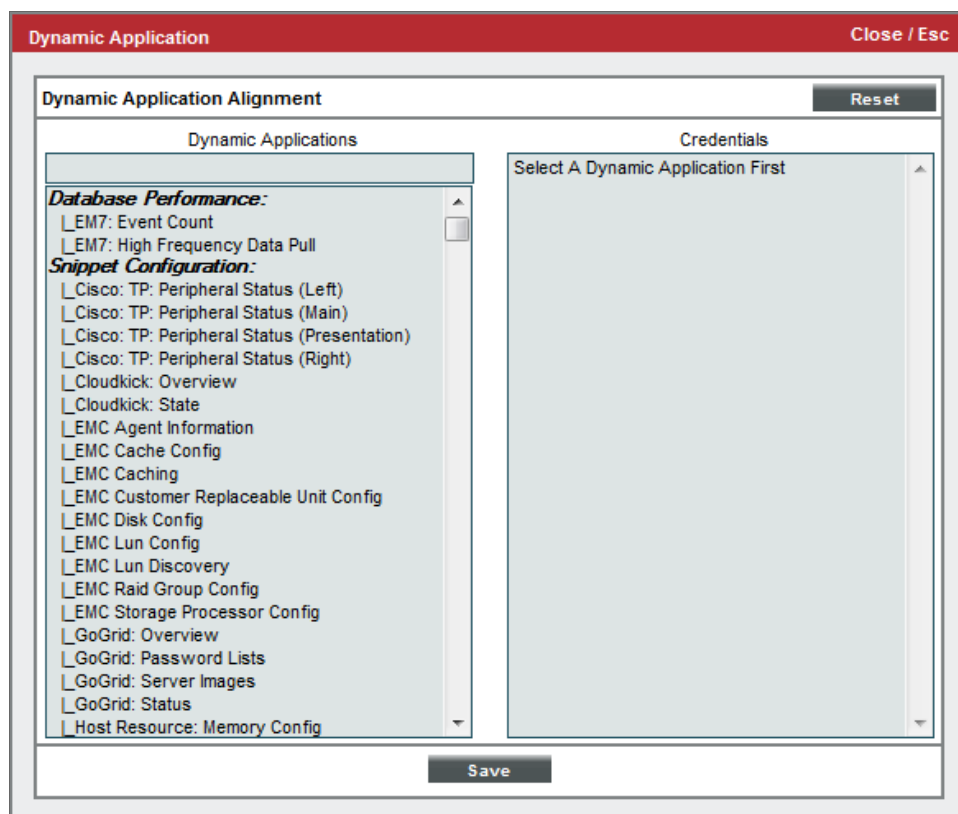 Dynamic Application
Close / Esc
Dynamic Application Alignment
Reset
Dynamic Applications
Credentials
Select A Dynamic Application First
Database Performance:
|_EM7: Event Count
|_EM7: High Frequency Data Pull
Snippet Configuration:
|_Cisco: TP: Peripheral Status (Left)
|_Cisco: TP: Peripheral Status (Main)
|_Cisco: TP: Peripheral Status (Presentation)
|_Cisco: TP: Peripheral Status (Right)
|_Cloudkick: Overview
|_Cloudkick: State
|_EMC Agent Information
|_EMC Cache Config
|_EMC Caching
|_EMC Customer Replaceable Unit Config
|_EMC Disk Config
|_EMC Lun Config
|_EMC Lun Discovery
|_EMC Raid Group Config
|_EMC Storage Processor Config
|_GoGrid: Overview
|_GoGrid: Password Lists
|_GoGrid: Server Images
|_GoGrid: Status
|_Host Resource: Memory Config
Save